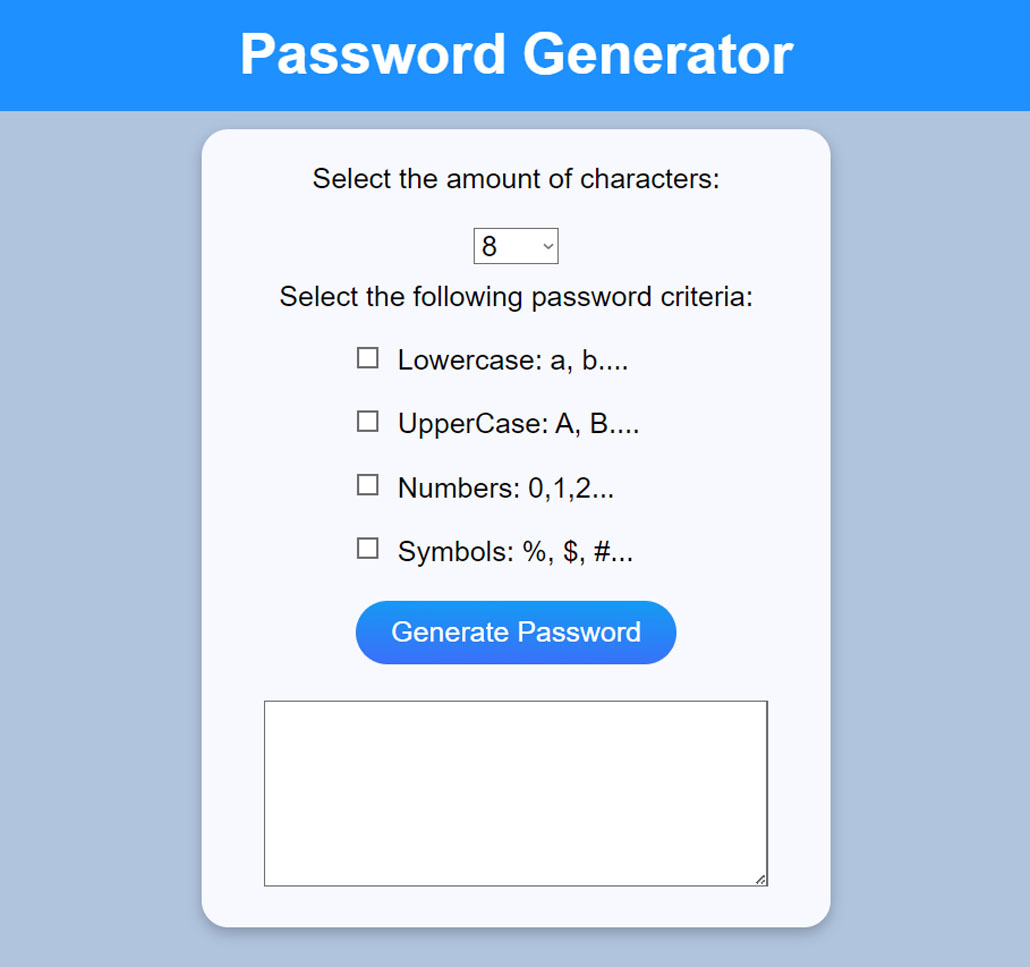 Password Generator
Select the amount of characters:
8
Select the following password criteria:
Lowercase: a, b....
UpperCase: A, B....
Numbers: 0,1,2...
Symbols: %, $, #...
Generate Password